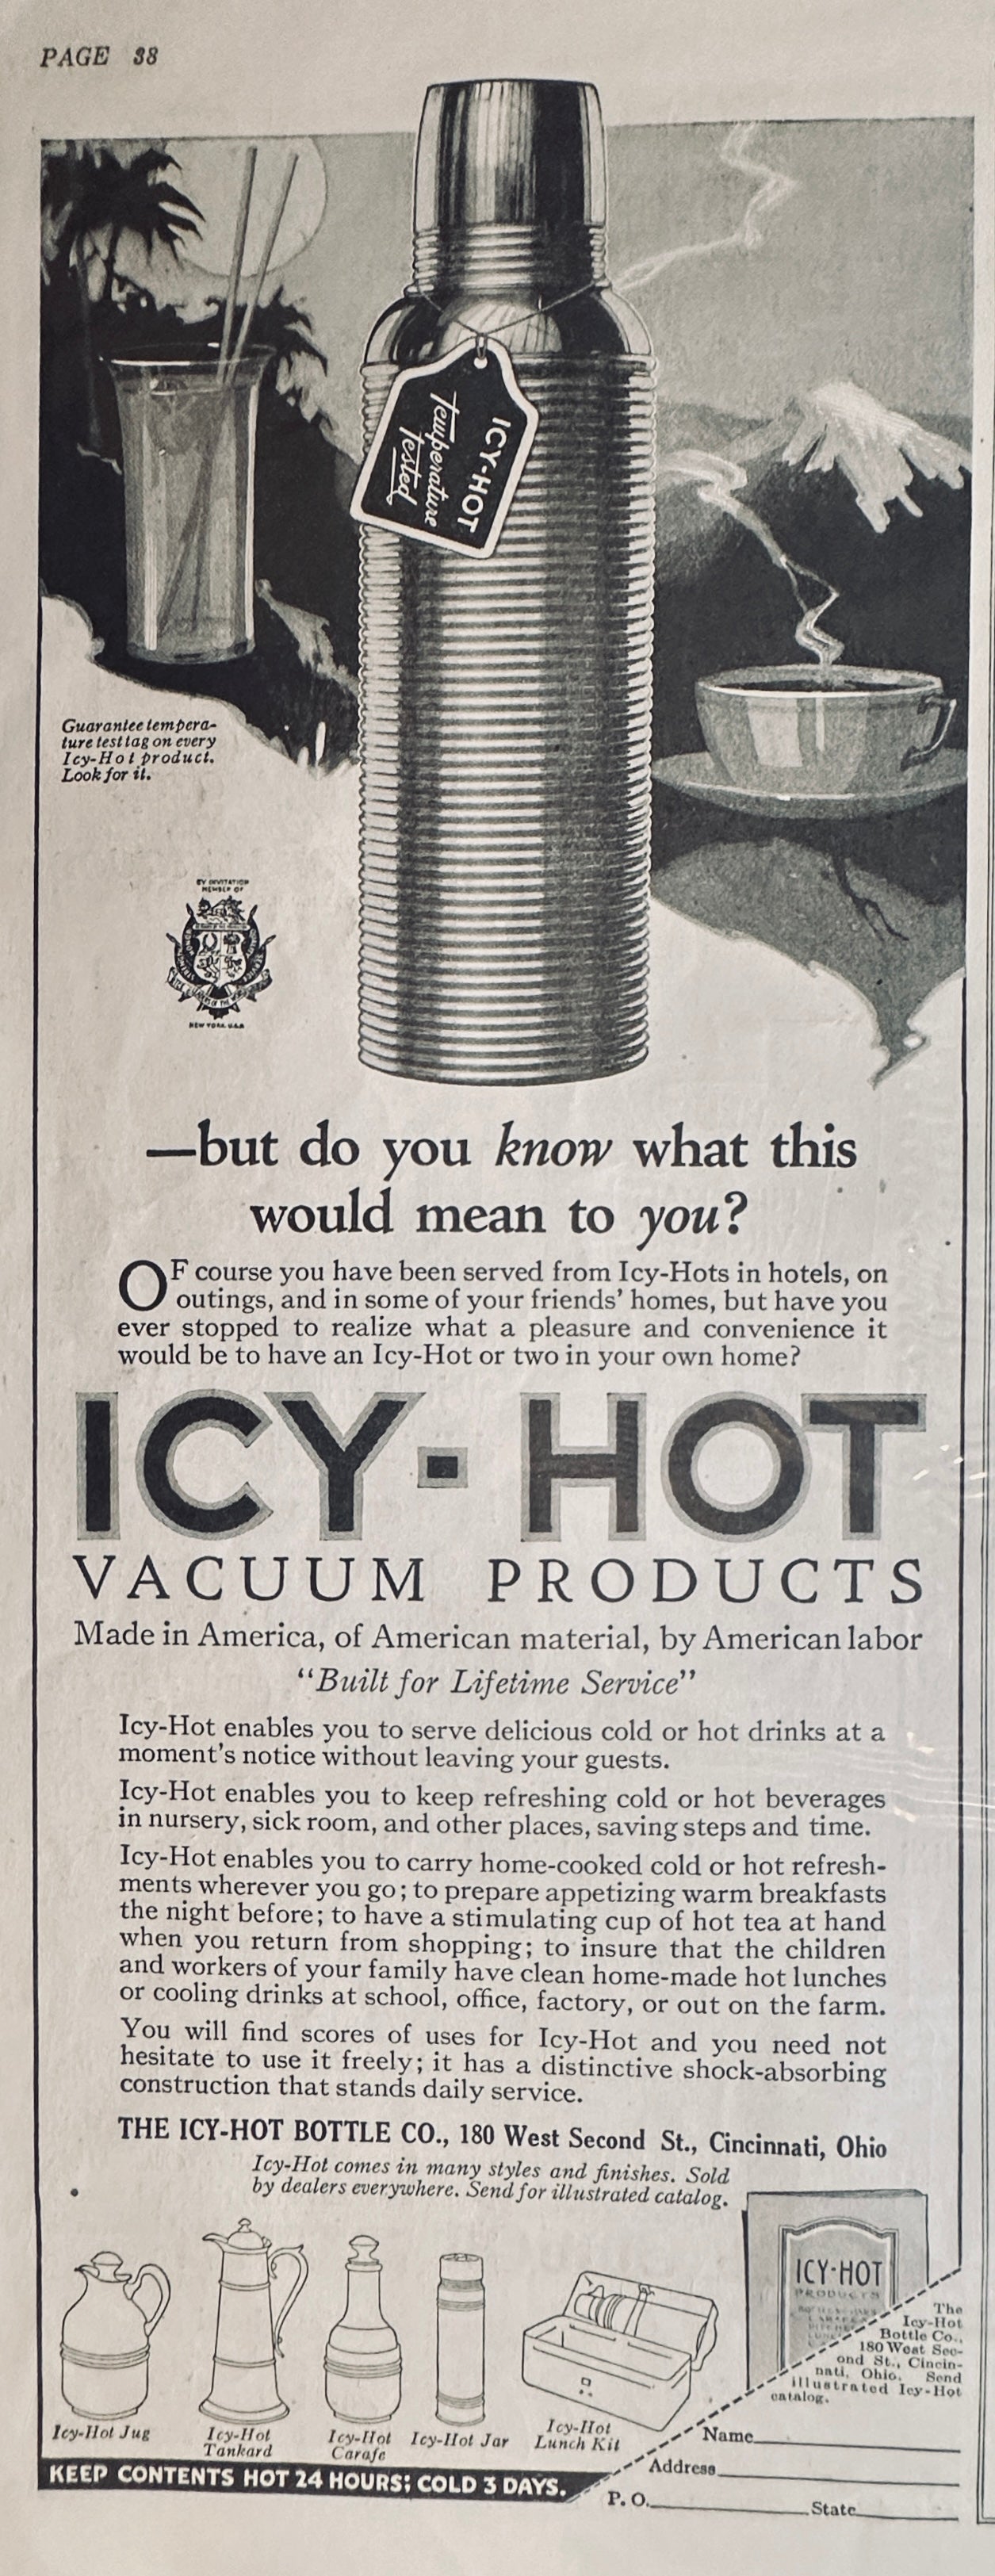 PAGE 38
ICY-HOT
Temperature
Tested
Guarantee tempera-
ture test tag on every
Icy-Hot product.
Look for it.
BY INVITATION
MEMBER OF
NEW YORK U.S.A
—but do you know what this
would mean to you?
OF course you have been served from Icy-Hots in hotels, on
outings, and in some of your friends' homes, but have you
ever stopped to realize what a pleasure and convenience it
would be to have an Icy-Hot or two in your own home?
ICY-HOT
VACUUM PRODUCTS
Made in America, of American material, by American labor
"Built for Lifetime Service"
Icy-Hot enables you to serve delicious cold or hot drinks at a
moment's notice without leaving your guests.
Icy-Hot enables you to keep refreshing cold or hot beverages
in nursery, sick room, and other places, saving steps and time.
Icy-Hot enables you to carry home-cooked cold or hot refresh-
ments wherever you go; to prepare appetizing warm breakfasts
the night before; to have a stimulating cup of hot tea at hand
when you return from shopping; to insure that the children
and workers of your family have clean home-made hot lunches
or cooling drinks at school, office, factory, or out on the farm.
You will find scores of uses for Icy-Hot and you need not
hesitate to use it freely; it has a distinctive shock-absorbing
construction that stands daily service.
THE ICY-HOT BOTTLE CO., 180 West Second St., Cincinnati, Ohio
Icy-Hot comes in many styles and finishes. Sold
by dealers everywhere. Send for illustrated catalog.
ICY-HOT
PRODUCTS
The
Icy-Hot
Bottle Co.,
180 West Sec-
ond St., Cincin-
nati, Ohio. Send
illustrated Icy-Hot
catalog.
Icy-Hot Jug
Icy-Hot
Tankard
Icy-Hot
Carafe
Icy-Hot Jar
Icy-Hot
Lunch Kit
Name
Address
P. O. State
KEEP CONTENTS HOT 24 HOURS; COLD 3 DAYS.